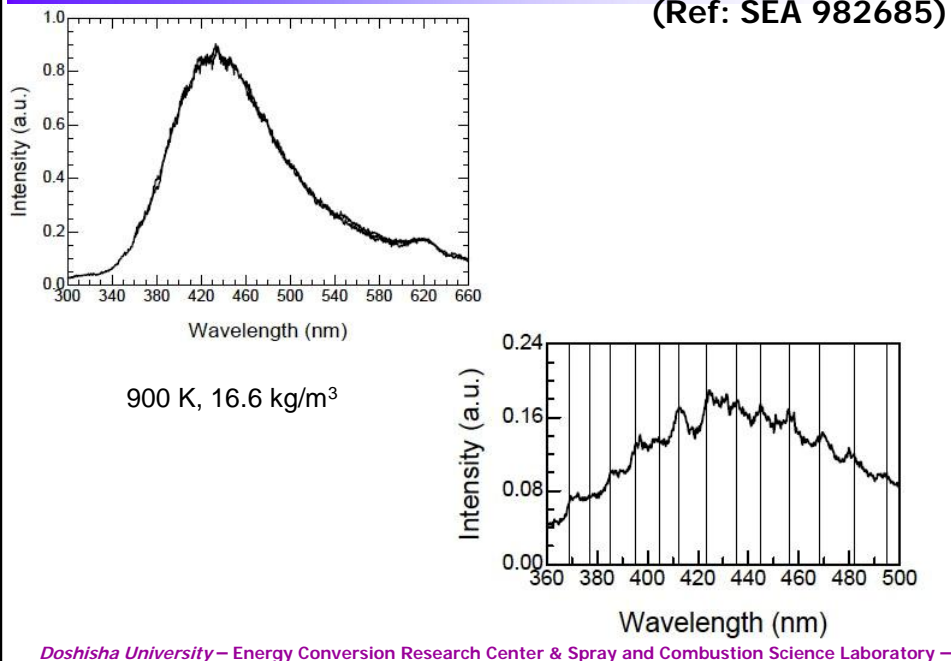 (Ref: SEA 982685)
1.0
0.8
0.6
0.4
0.2
0.0
Intensity (a.u.)
300 340 380 420 460 500 540 580 620 660
Wavelength (nm)
900 K, 16.6 kg/m³
0.24
0.16
0.08
0.00
Intensity (a.u.)
360 380 400 420 440 460 480 500
Wavelength (nm)
Doshisha University – Energy Conversion Research Center & Spray and Combustion Science Laboratory –